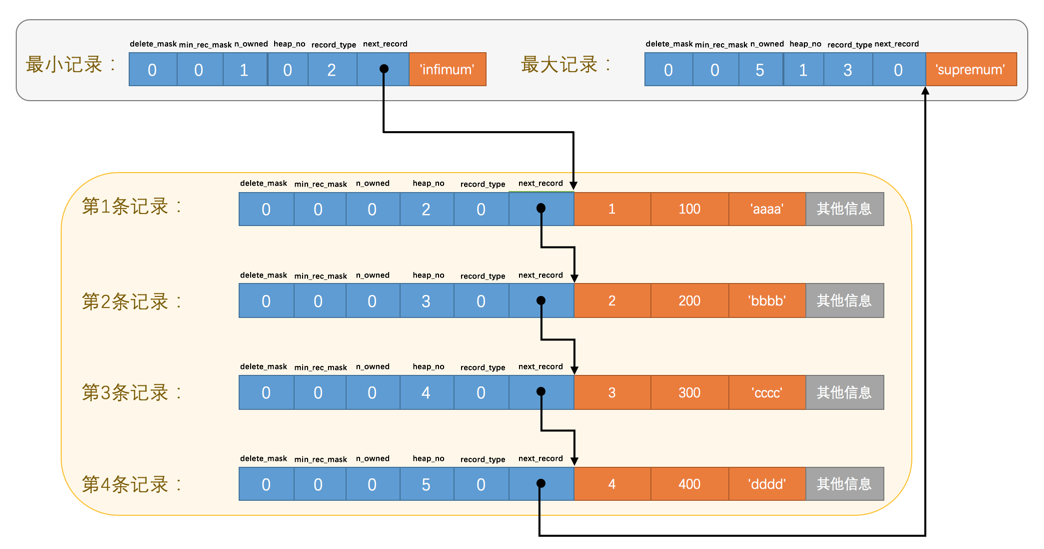 delete_mask min_rec_mask n_owned heap_no record_type next_record
最小记录： 0 0 1 0 2 'infimum'
delete_mask min_rec_mask n_owned heap_no record_type next_record
最大记录： 0 0 5 1 3 0 'supremum'
delete_mask min_rec_mask n_owned heap_no record_type next_record
第1条记录： 0 0 0 2 0 1 100 'aaaa' 其他信息
delete_mask min_rec_mask n_owned heap_no record_type next_record
第2条记录： 0 0 0 3 0 2 200 'bbbb' 其他信息
delete_mask min_rec_mask n_owned heap_no record_type next_record
第3条记录： 0 0 0 4 0 3 300 'cccc' 其他信息
delete_mask min_rec_mask n_owned heap_no record_type next_record
第4条记录： 0 0 0 5 0 4 400 'dddd' 其他信息